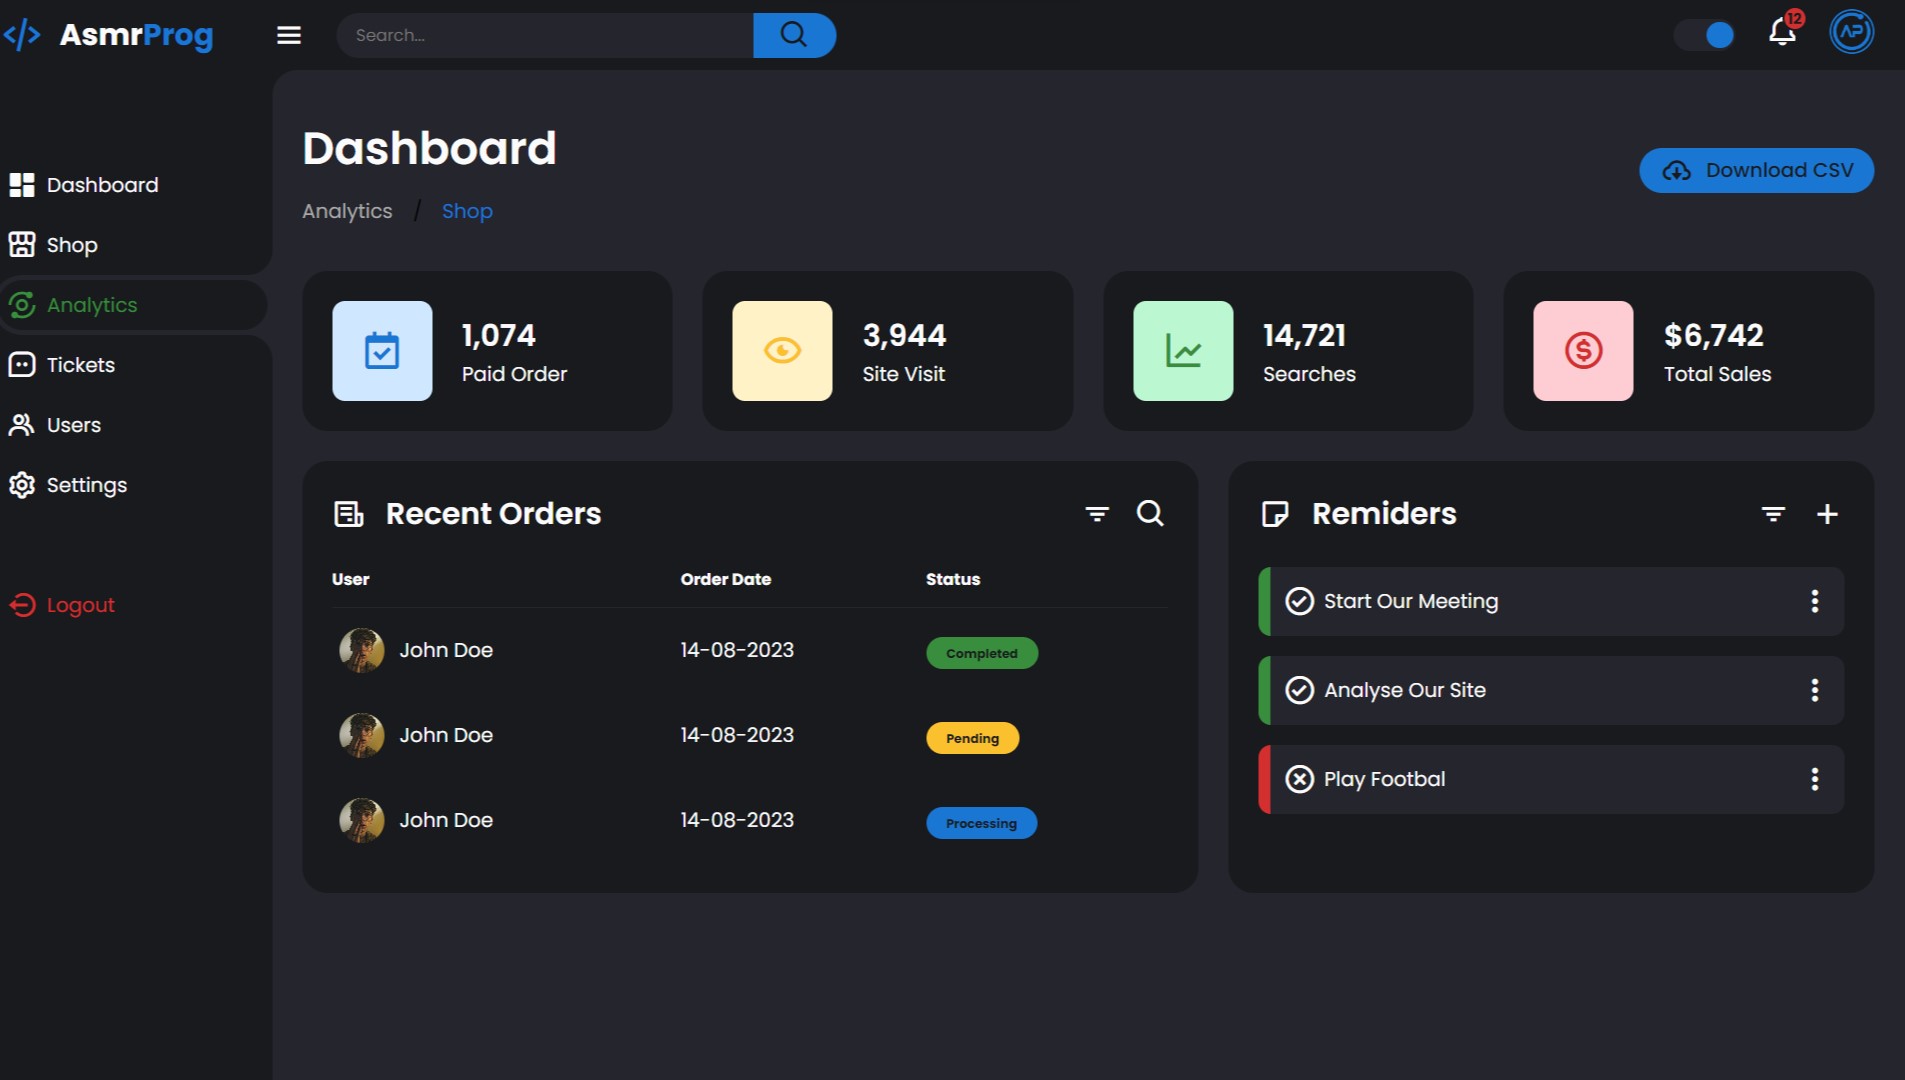 </> AsmrProg
Search...
12
AP
Dashboard
Shop
Analytics
Tickets
Users
Settings
Logout
Dashboard
Analytics / Shop
Download CSV
1,074
Paid Order
3,944
Site Visit
14,721
Searches
$6,742
Total Sales
Recent Orders
User Order Date Status
John Doe 14-08-2023 Completed
John Doe 14-08-2023 Pending
John Doe 14-08-2023 Processing
Remiders
Start Our Meeting
Analyse Our Site
Play Footbal